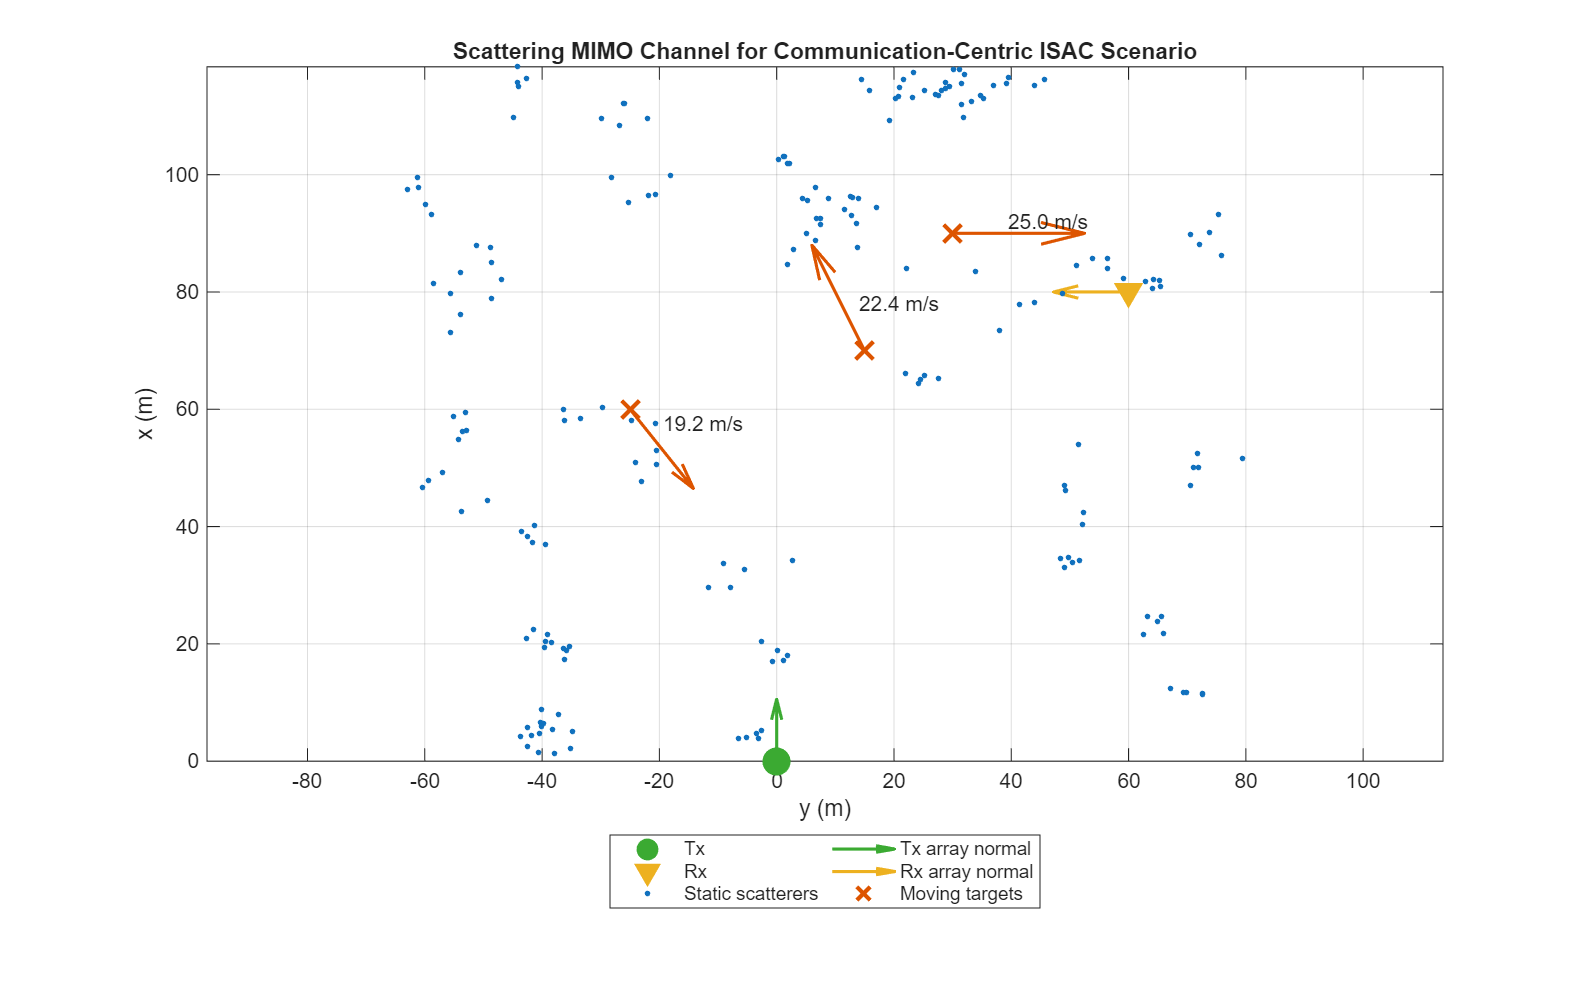 Scattering MIMO Channel for Communication-Centric ISAC Scenario
100
80
60
40
20
0
x (m)
25.0 m/s
22.4 m/s
19.2 m/s
-80
-60
-40
-20
0
20
40
60
80
100
y (m)
Tx
Rx
Static scatterers
Tx array normal
Rx array normal
Moving targets